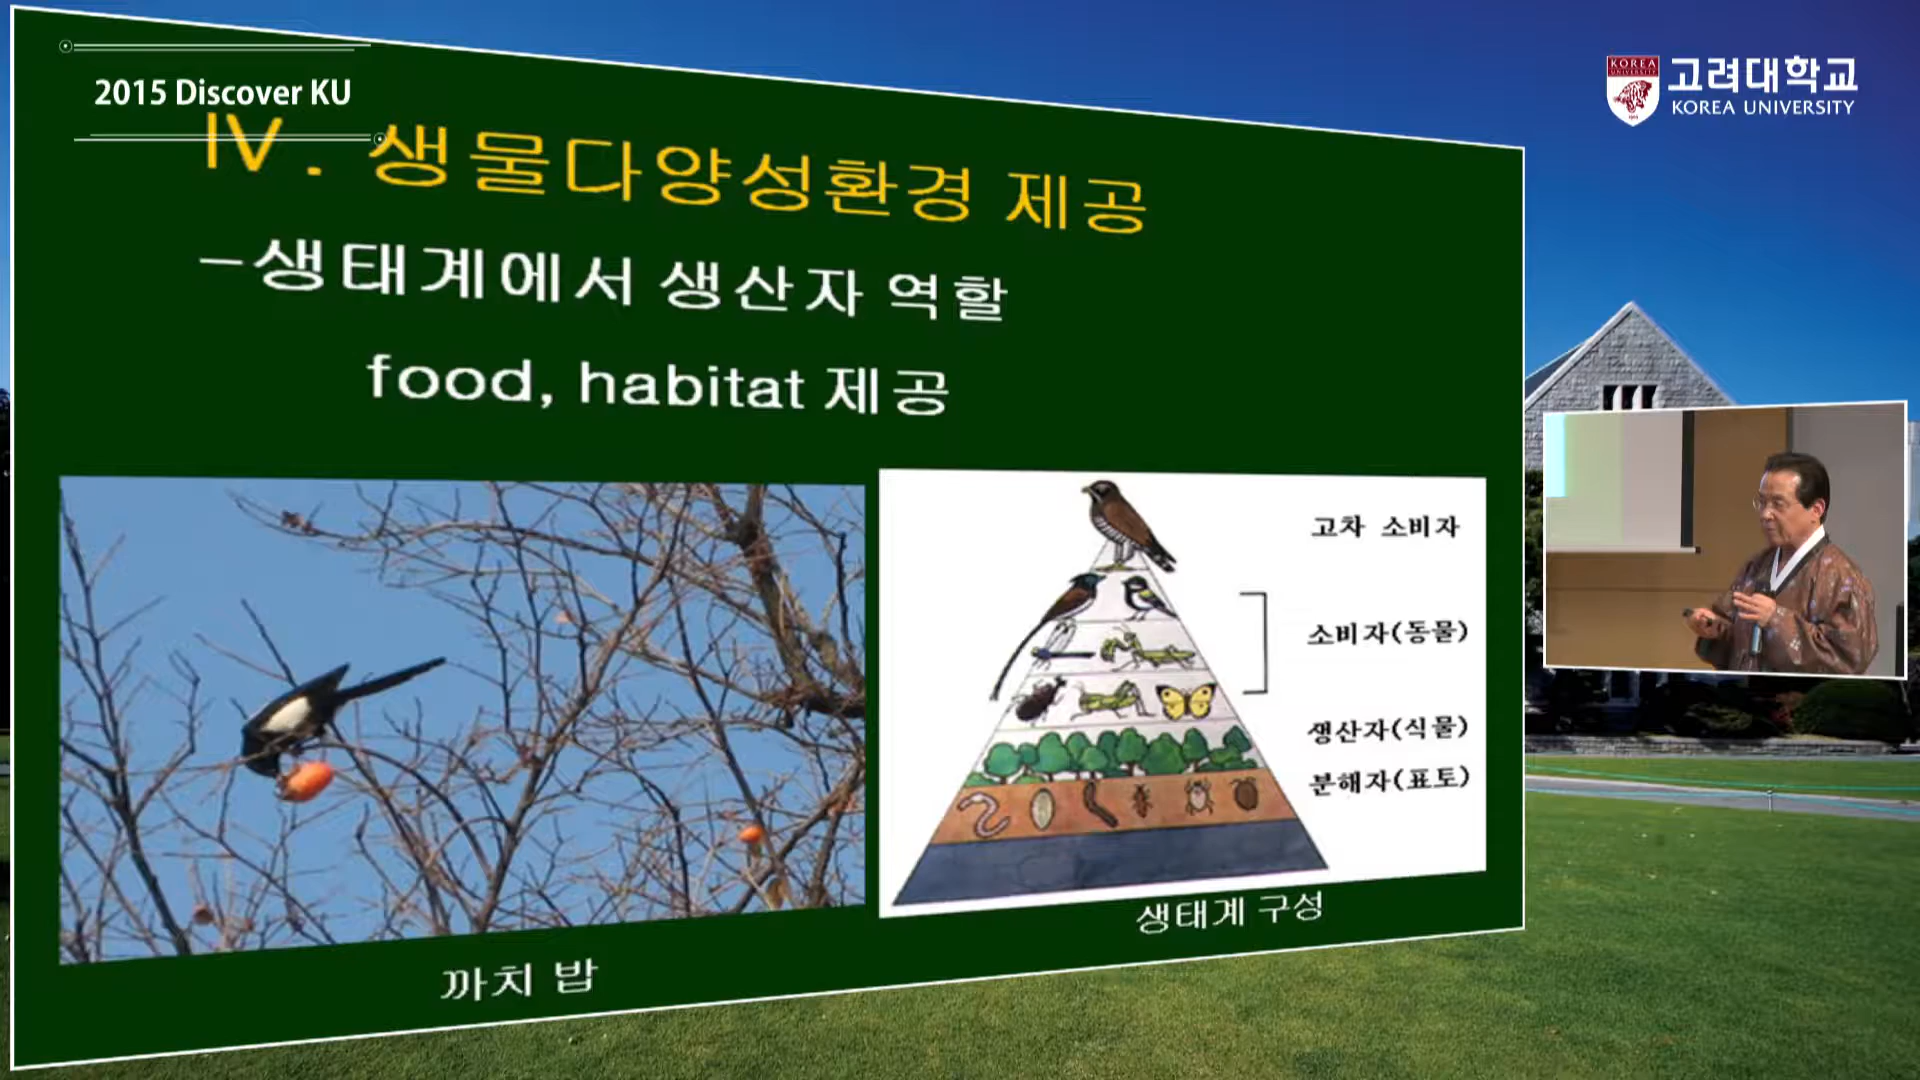 2015 Discover KU
Ⅳ. 생물다양성환경 제공
-생태계에서 생산자 역할
food, habitat 제공
고차 소비자
소비자(동물)
생산자(식물)
분해자(표토)
생태계 구성
까치 밥
KOREA
UNIVERSITY
1905
고려대학교
KOREA UNIVERSITY